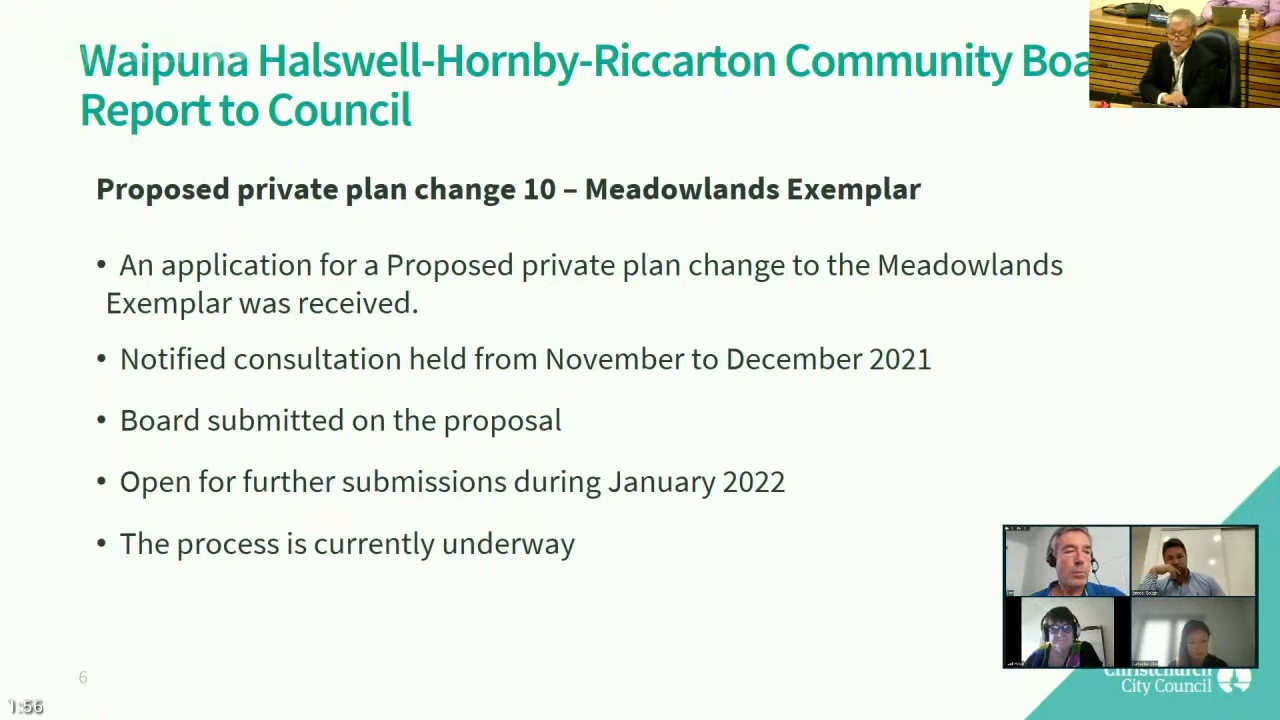 Waipuna Halswell-Hornby-Riccarton Community Boa
Report to Council
Proposed private plan change 10 – Meadowlands Exemplar
• An application for a Proposed private plan change to the Meadowlands
Exemplar was received.
• Notified consultation held from November to December 2021
• Board submitted on the proposal
• Open for further submissions during January 2022
• The process is currently underway
6
1:56
Christchurch
City Council